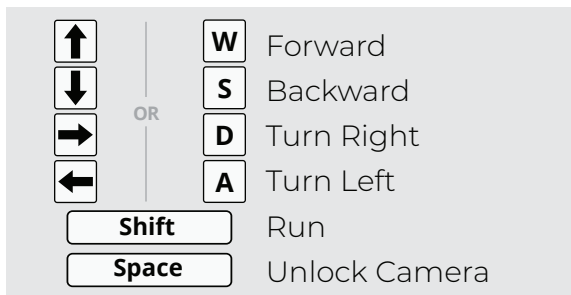 W Forward
S Backward
OR
D Turn Right
A Turn Left
Shift Run
Space Unlock Camera